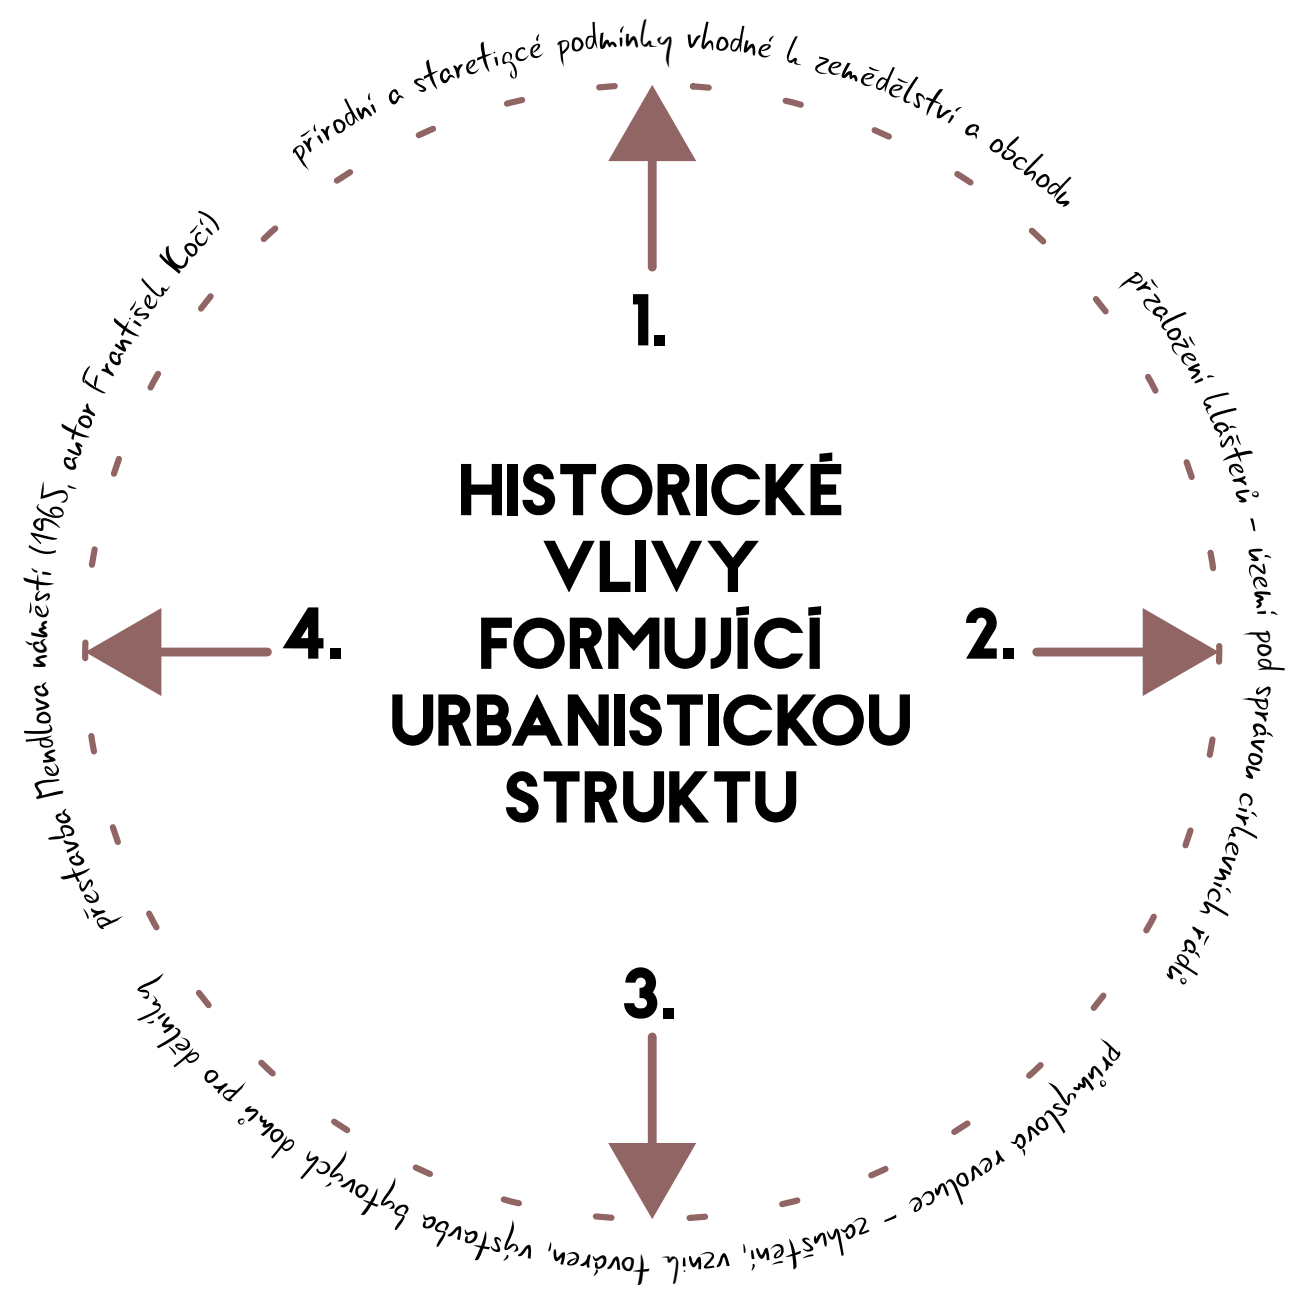 HISTORICKÉ
VLIVY
FORMUJÍCÍ
URBANISTICKOU
STRUKTU
1.
přírodní a staretigcé podmínky vhodné k zemědělství a obchodu
2.
přzaložení klášterů – území pod správou církevních řádů
3.
průmyslová revoluce – zahuštění, vznik továren, výstavba bytových domů pro dělníky
4.
přestavba Mendlova náměstí (1965, autor František Kočí)